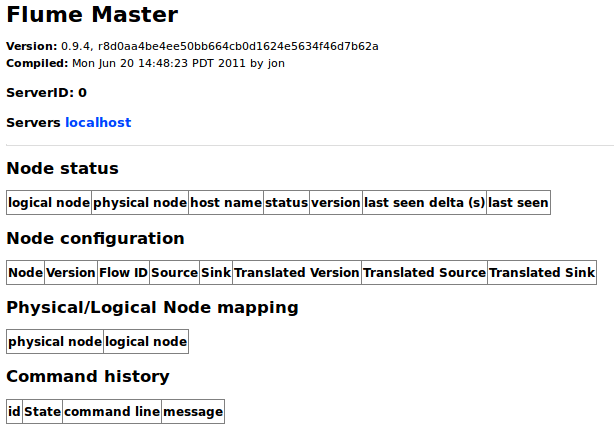 Flume Master
Version: 0.9.4, r8d0aa4be4ee50bb664cb0d1624e5634f46d7b62a
Compiled: Mon Jun 20 14:48:23 PDT 2011 by jon
ServerID: 0
Servers localhost
Node status
logical node physical node host name status version last seen delta (s) last seen
Node configuration
Node Version Flow ID Source Sink Translated Version Translated Source Translated Sink
Physical/Logical Node mapping
physical node logical node
Command history
id State command line message